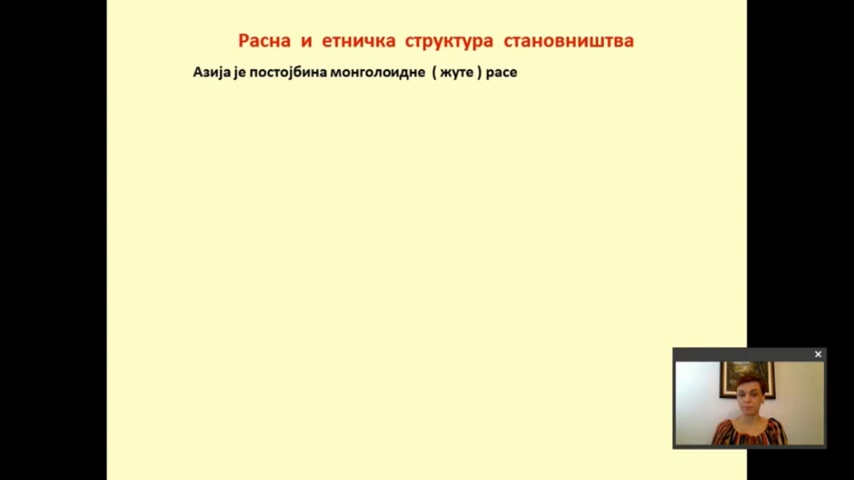 Расна и етничка структура становништва
Азија је постојбина монголоидне ( жуте ) расе